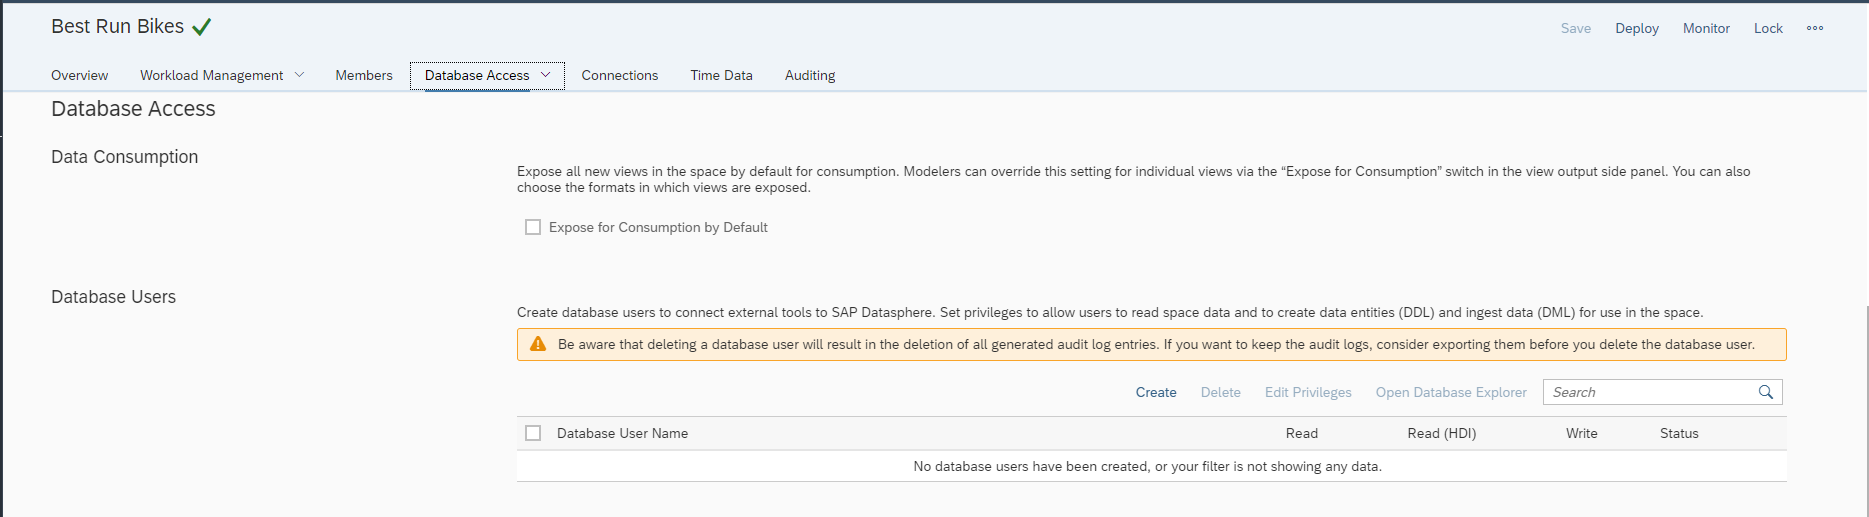 Best Run Bikes
Save Deploy Monitor Lock
Overview Workload Management Members Database Access Connections Time Data Auditing
Database Access
Data Consumption
Expose all new views in the space by default for consumption. Modelers can override this setting for individual views via the “Expose for Consumption” switch in the view output side panel. You can also
choose the formats in which views are exposed.
Expose for Consumption by Default
Database Users
Create database users to connect external tools to SAP Datasphere. Set privileges to allow users to read space data and to create data entities (DDL) and ingest data (DML) for use in the space.
Be aware that deleting a database user will result in the deletion of all generated audit log entries. If you want to keep the audit logs, consider exporting them before you delete the database user.
Create Delete Edit Privileges Open Database Explorer Search
Database User Name Read Read (HDI) Write Status
No database users have been created, or your filter is not showing any data.